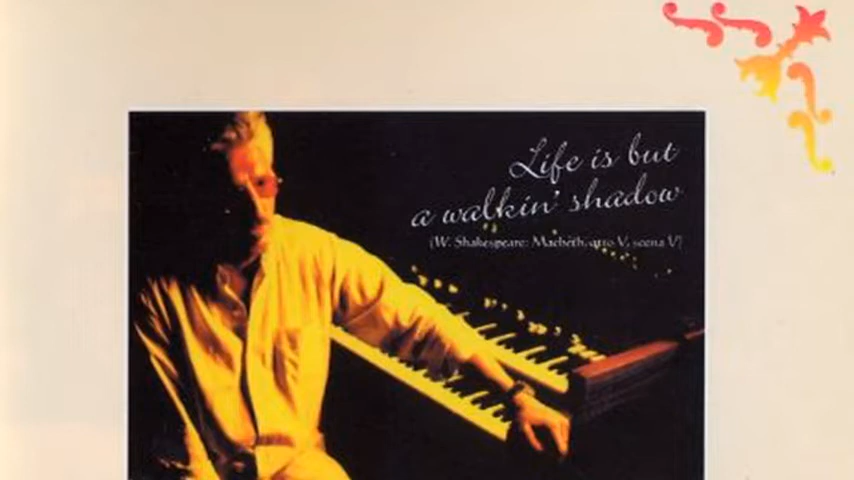 Life is but
a walkin' shadow
(W. Shakespeare: Macbeth, atto V, scena V)